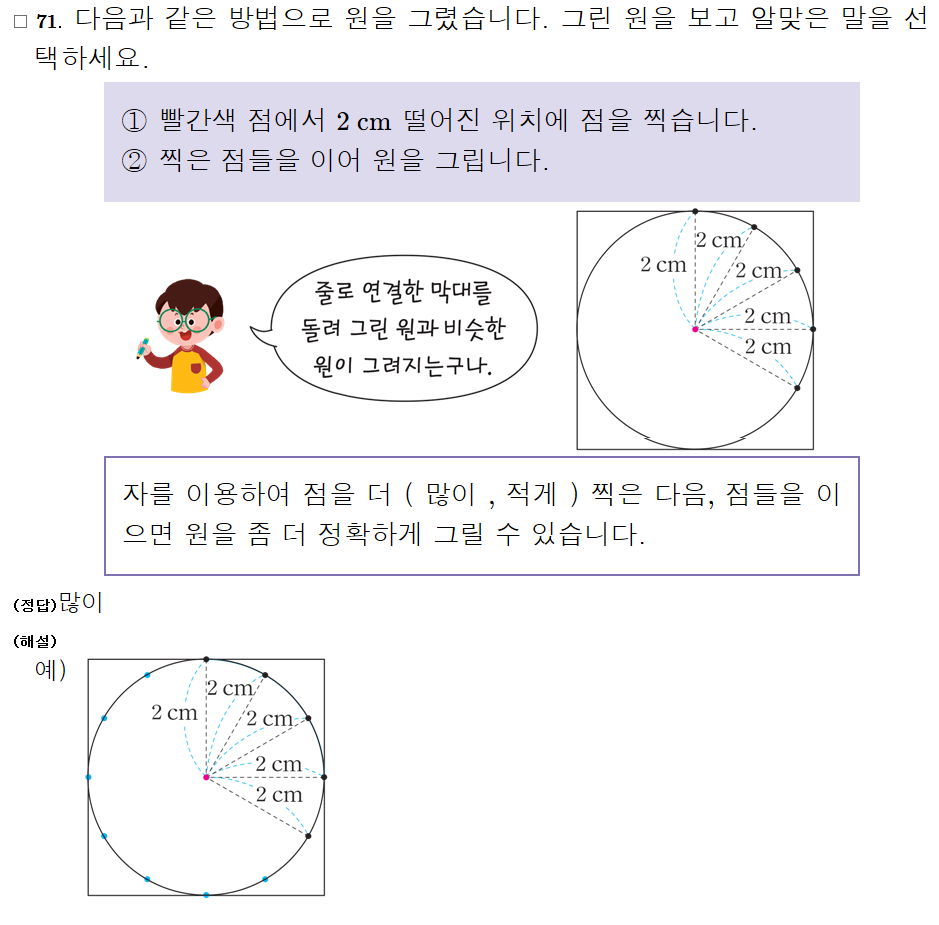 □ 71. 다음과 같은 방법으로 원을 그렸습니다. 그린 원을 보고 알맞은 말을 선
택하세요.
① 빨간색 점에서 2 cm 떨어진 위치에 점을 찍습니다.
② 찍은 점들을 이어 원을 그립니다.
줄로 연결한 막대를
돌려 그린 원과 비슷한
원이 그려지는구나.
2 cm
2 cm
2 cm
2 cm
2 cm
자를 이용하여 점을 더 ( 많이 , 적게 ) 찍은 다음, 점들을 이
으면 원을 좀 더 정확하게 그릴 수 있습니다.
(정답)많이
(해설)
예)
2 cm
2 cm
2 cm
2 cm
2 cm